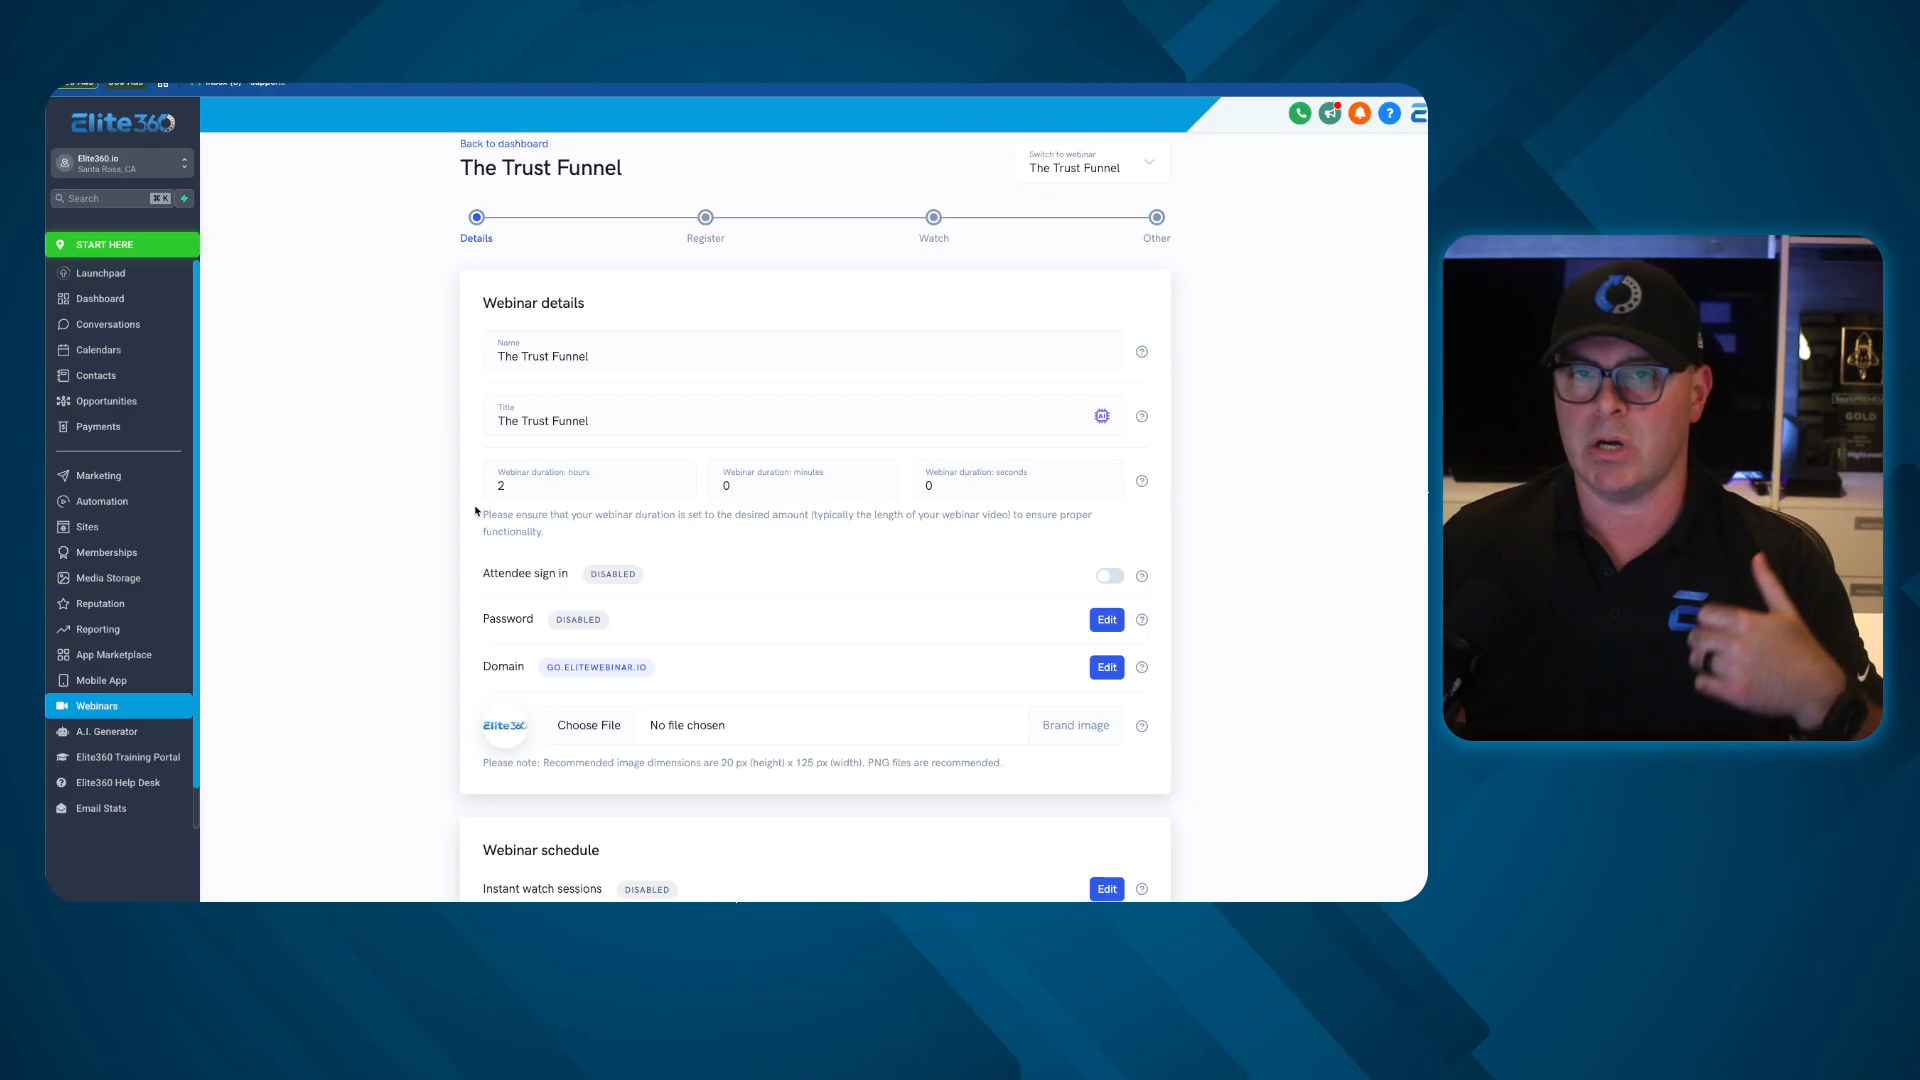 Elite360
Elite360.io
Santa Rosa, CA
Search
⌘ K
START HERE
Launchpad
Dashboard
Conversations
Calendars
Contacts
Opportunities
Payments
Marketing
Automation
Sites
Memberships
Media Storage
Reputation
Reporting
App Marketplace
Mobile App
Webinars
A.I. Generator
Elite360 Training Portal
Elite360 Help Desk
Email Stats
Back to dashboard
The Trust Funnel
Switch to webinar
The Trust Funnel
Details
Register
Watch
Other
Webinar details
Name
The Trust Funnel
Title
The Trust Funnel
AI
Webinar duration: hours
2
Webinar duration: minutes
0
Webinar duration: seconds
0
Please ensure that your webinar duration is set to the desired amount (typically the length of your webinar video) to ensure proper
functionality.
Attendee sign in
DISABLED
Password
DISABLED
Edit
Domain
GO.ELITEWEBINAR.IO
Edit
Elite360
Choose File
No file chosen
Brand image
Please note: Recommended image dimensions are 20 px (height) x 125 px (width). PNG files are recommended.
Webinar schedule
Instant watch sessions
DISABLED
Edit
GOLD
HighLevel